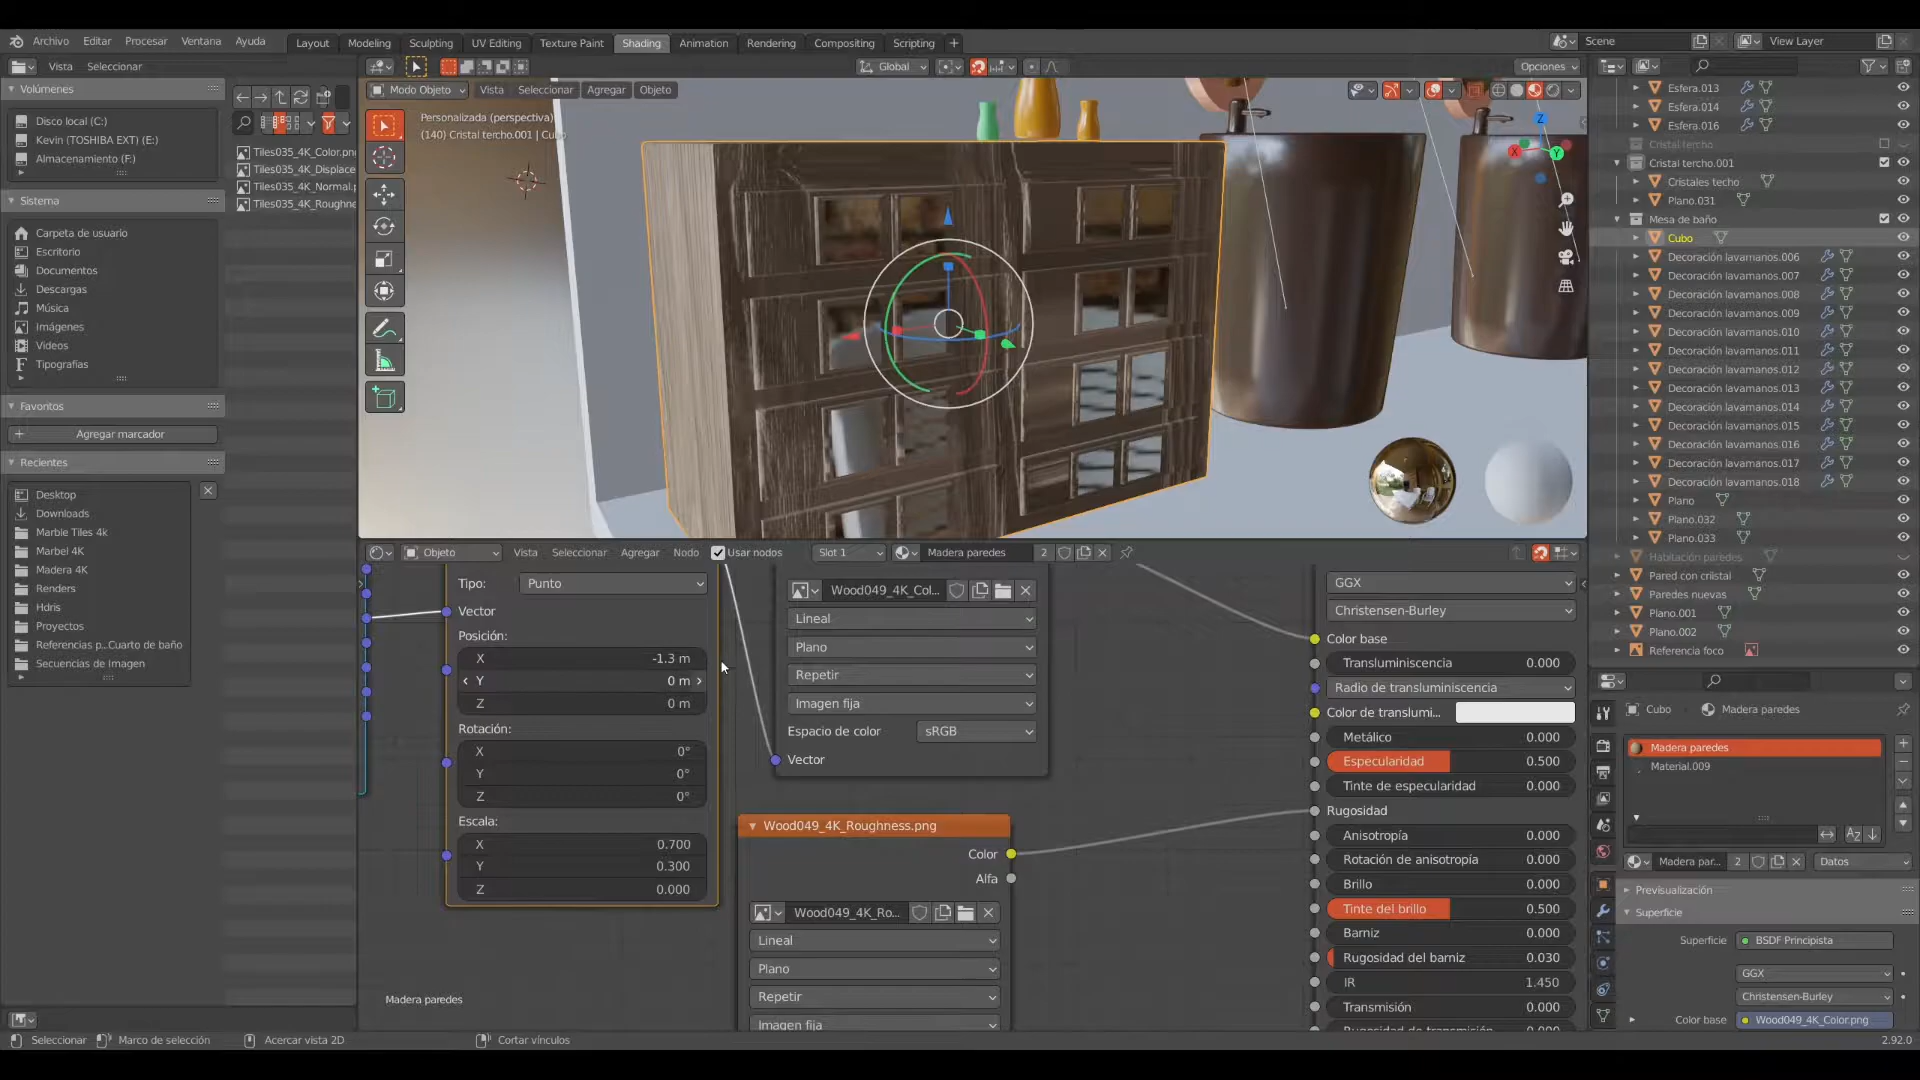 Archivo Editar Procesar Ventana Ayuda
Layout Modeling Sculpting UV Editing Texture Paint Shading Animation Rendering Compositing Scripting +
Scene View Layer
Vista Seleccionar
Global
Opciones
Volúmenes
Disco local (C:)
Kevin (TOSHIBA EXT) (E:)
Almacenamiento (F.)
Sistema
Carpeta de usuario
Escritorio
Documentos
Descargas
Música
Imágenes
Videos
Tipografías
Favoritos
Agregar marcador
Recientes
Desktop
Downloads
Marble Tiles 4k
Marbel 4K
Madera 4K
Renders
Hdris
Proyectos
Referencias p...Cuarto de baño
Secuencias de Imagen
Tiles035_4K_Color.pn
Tiles035_4K_Displace
Tiles035_4K_Normal.
Tiles035_4K_Roughne
Modo Objeto Vista Seleccionar Agregar Objeto
Personalizada (perspectiva)
(140) Cristal tercho.001 | Cubo
Z
X
Y
Objeto Vista Seleccionar Agregar Nodo Usar nodos Slot 1 Madera paredes 2
Tipo: Punto
Vector
Posición:
X -1.3 m
Y 0 m
Z 0 m
Rotación:
X 0°
Y 0°
Z 0°
Escala:
X 0.700
Y 0.300
Z 0.000
Madera paredes
Wood049_4K_Col...
Lineal
Plano
Repetir
Imagen fija
Espacio de color sRGB
Vector
Wood049_4K_Roughness.png
Color
Alfa
Wood049_4K_Ro...
Lineal
Plano
Repetir
Imagen fija
GGX
Christensen-Burley
Color base
Transluminiscencia 0.000
Radio de transluminiscencia
Color de translumi...
Metálico 0.000
Especularidad 0.500
Tinte de especularidad 0.000
Rugosidad
Anisotropía 0.000
Rotación de anisotropía 0.000
Brillo 0.000
Tinte del brillo 0.500
Barniz 0.000
Rugosidad del barniz 0.030
IR 1.450
Transmisión 0.000
Rugosidad de transmisión 0.000
Esfera.013
Esfera.014
Esfera.016
Cristal tercho
Cristal tercho.001
Cristales techo
Plano.031
Mesa de baño
Cubo
Decoración lavamanos.006
Decoración lavamanos.007
Decoración lavamanos.008
Decoración lavamanos.009
Decoración lavamanos.010
Decoración lavamanos.011
Decoración lavamanos.012
Decoración lavamanos.013
Decoración lavamanos.014
Decoración lavamanos.015
Decoración lavamanos.016
Decoración lavamanos.017
Decoración lavamanos.018
Plano
Plano.032
Plano.033
Habitación paredes
Pared con cristal
Paredes nuevas
Plano.001
Plano.002
Referencia foco
Cubo Madera paredes
Madera paredes
Material.009
Madera par... 2 Datos
Previsualización
Superficie
Superficie BSDF Principista
GGX
Christensen-Burley
Color base Wood049_4K_Color.png
Seleccionar Marco de selección Acercar vista 2D Cortar vínculos 2.92.0